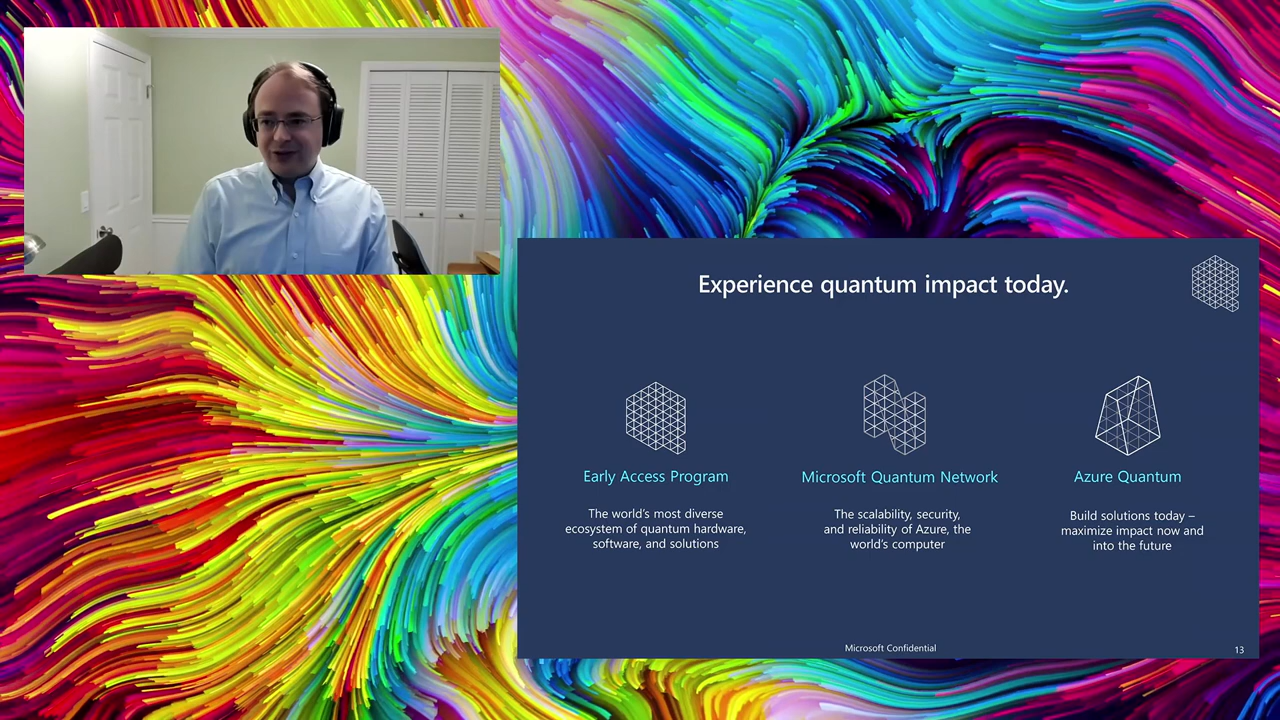 Experience quantum impact today.
Early Access Program
The world's most diverse
ecosystem of quantum hardware,
software, and solutions
Microsoft Quantum Network
The scalability, security,
and reliability of Azure, the
world's computer
Azure Quantum
Build solutions today –
maximize impact now and
into the future
Microsoft Confidential
13